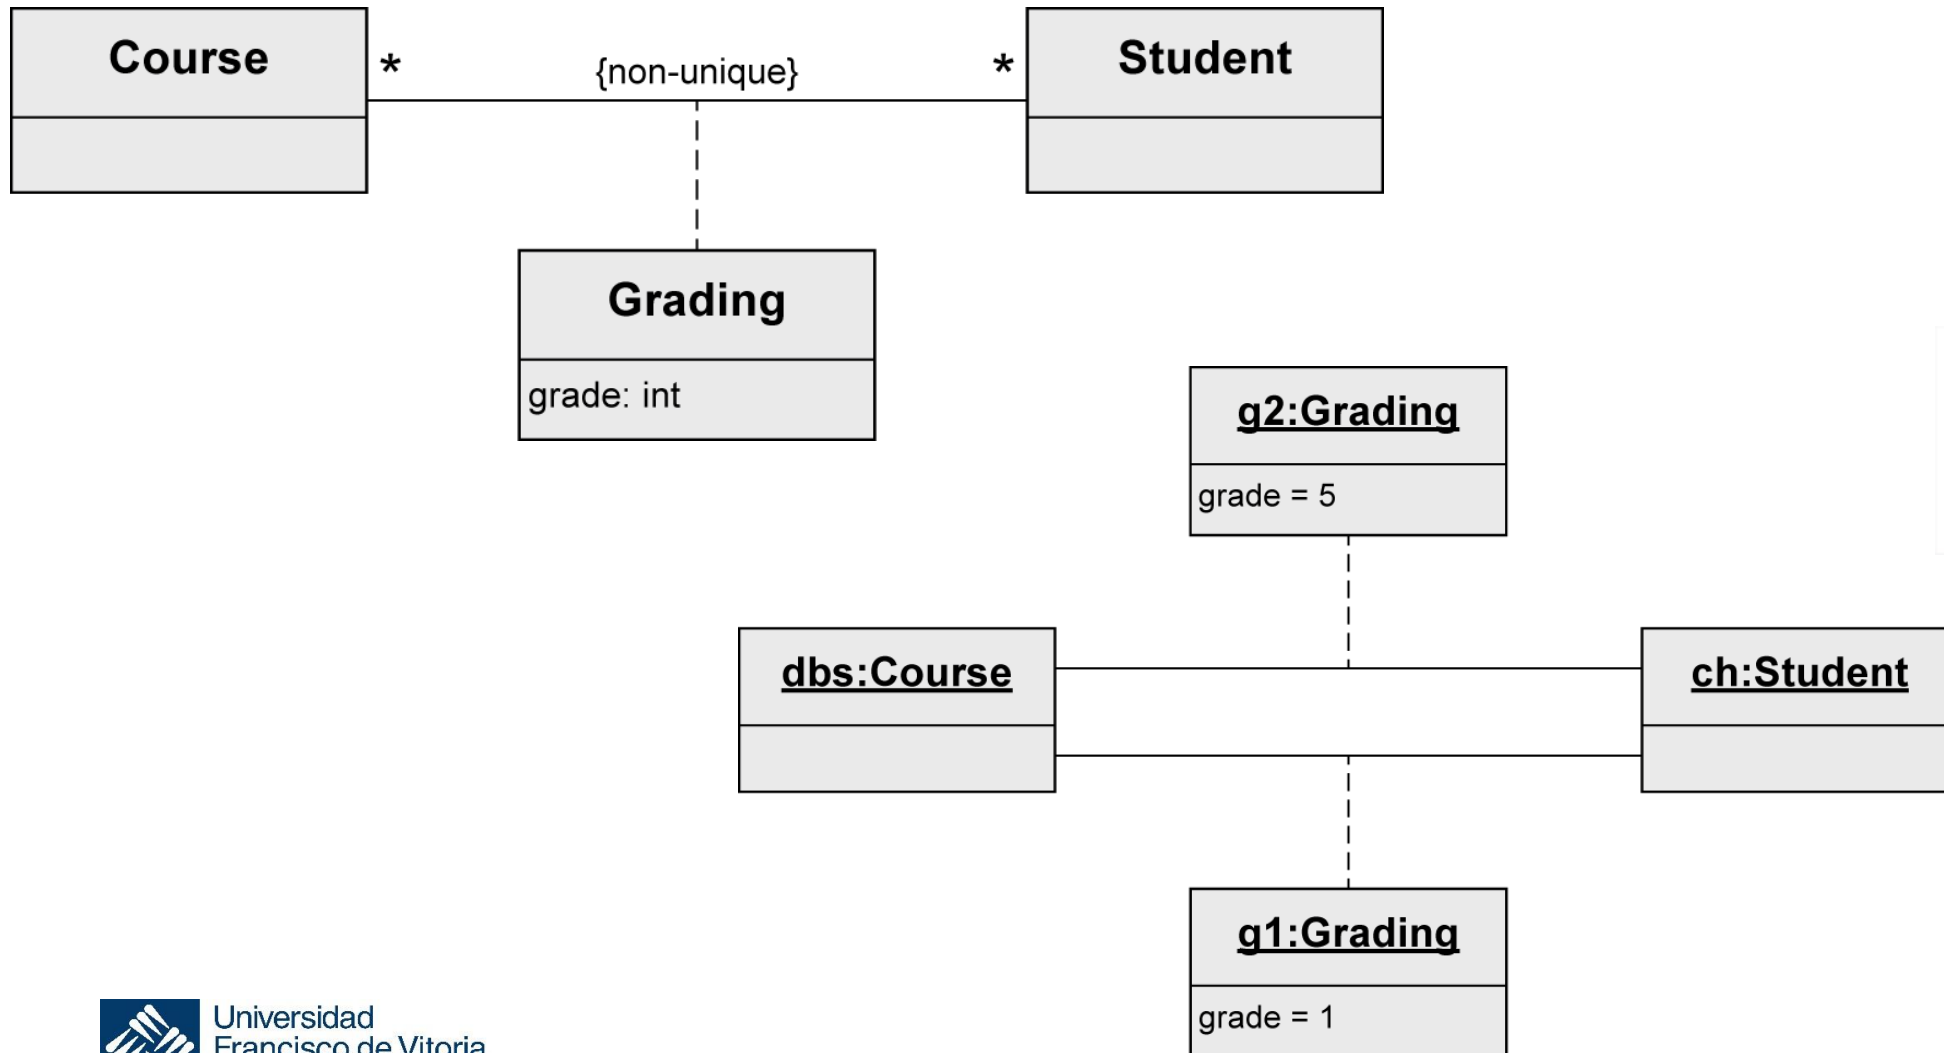 Course
*
{non-unique}
*
Student
Grading
grade: int
g2:Grading
grade = 5
dbs:Course
ch:Student
g1:Grading
grade = 1
Universidad
Francisco de Vitoria